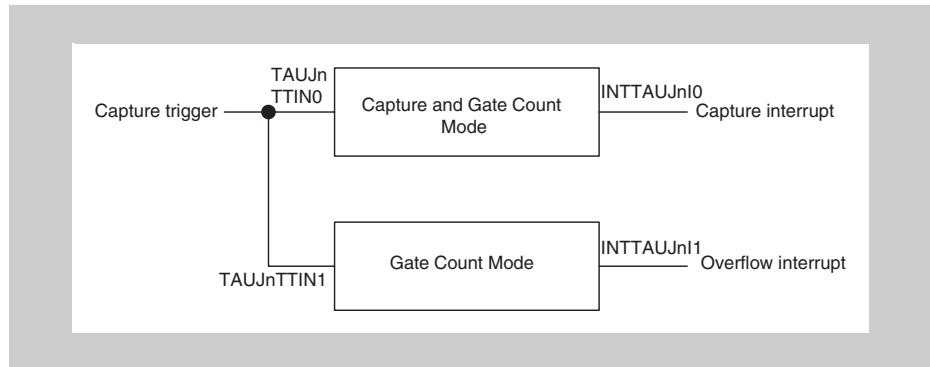 TAUJn
TTIN0
Capture trigger
Capture and Gate Count
Mode
INTTAUJnI0
Capture interrupt
TAUJnTTIN1
Gate Count Mode
INTTAUJnI1
Overflow interrupt